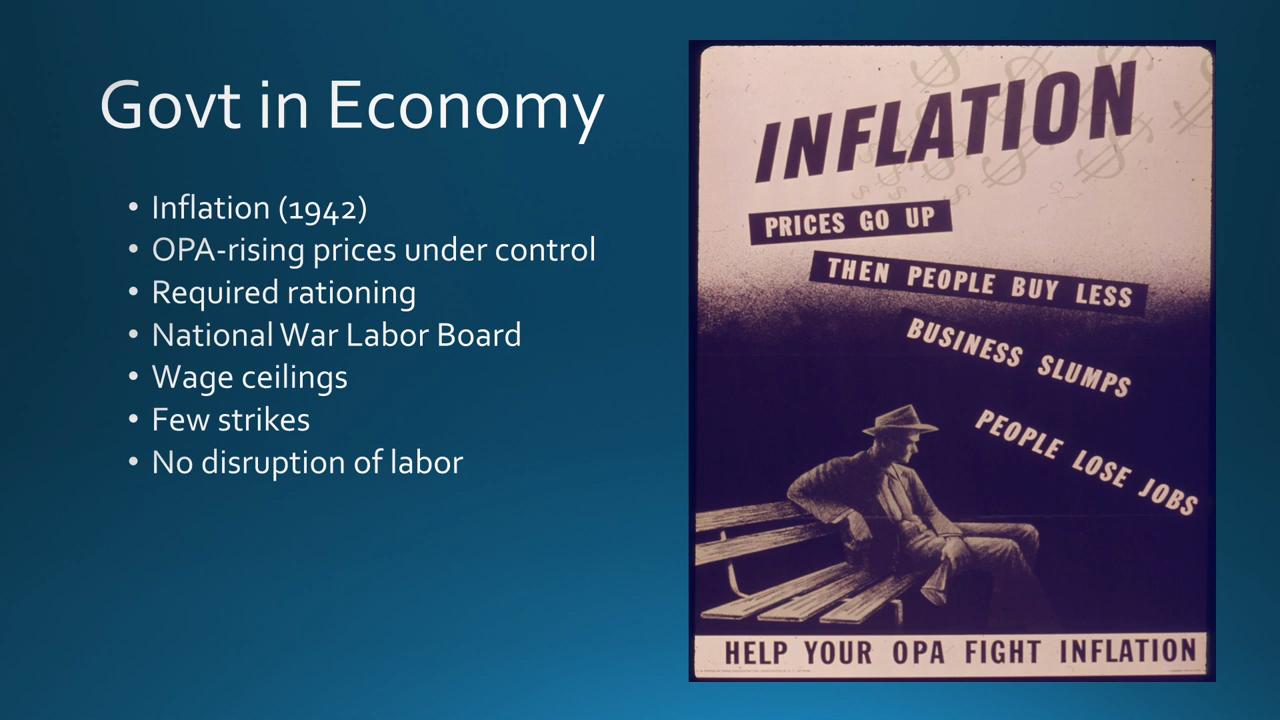 Govt in Economy
• Inflation (1942)
• OPA-rising prices under control
• Required rationing
• National War Labor Board
• Wage ceilings
• Few strikes
• No disruption of labor
INFLATION
PRICES GO UP
THEN PEOPLE BUY LESS
BUSINESS SLUMPS
PEOPLE LOSE JOBS
HELP YOUR OPA FIGHT INFLATION